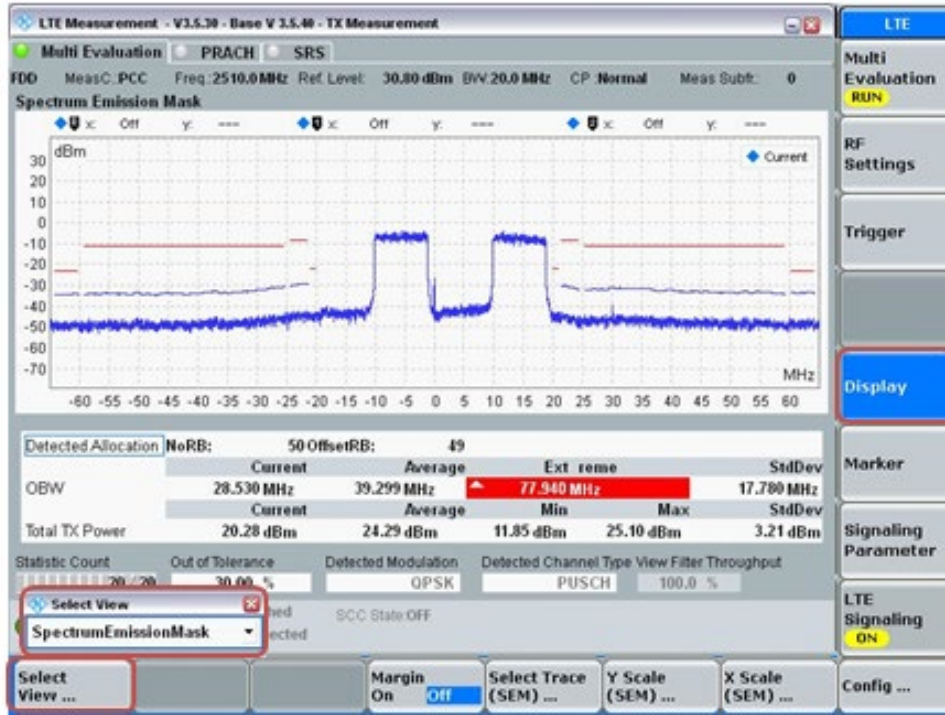 LTE Measurement - V3.5.30 - Base V 3.5.40 - TX Measurement
LTE
Multi Evaluation PRACH SRS
Multi Evaluation
RUN
FDD MeasC.:PCC Freq.:2510.0MHz Ref. Level: 30.80 dBm BW:20.0 MHz CP :Normal Meas Subfr.: 0
Spectrum Emission Mask
x: Off y: --- x: Off y: --- x: Off y: ---
dBm
Current
30
20
10
0
-10
-20
-30
-40
-50
-60
-70
MHz
-60 -55 -50 -45 -40 -35 -30 -25 -20 -15 -10 -5 0 5 10 15 20 25 30 35 40 45 50 55 60
RF
Settings
Trigger
Display
Marker
Signaling
Parameter
LTE
Signaling
ON
Detected Allocation NoRB: 50 OffsetRB: 49
Current Average Ext reme StdDev
OBW 28.530 MHz 39.299 MHz 77.940 MHz 17.780 MHz
Current Average Min Max StdDev
Total TX Power 20.28 dBm 24.29 dBm 11.85 dBm 25.10 dBm 3.21 dBm
Statistic Count Out of Tolerance Detected Modulation Detected Channel Type View Filter Throughput
20 / 20 30.00 % QPSK PUSCH 100.0 %
Select View
SpectrumEmissionMask
hed
ected
SCC State:OFF
Select
View ...
Margin
On Off
Select Trace
(SEM) ...
Y Scale
(SEM) ...
X Scale
(SEM) ...
Config ...